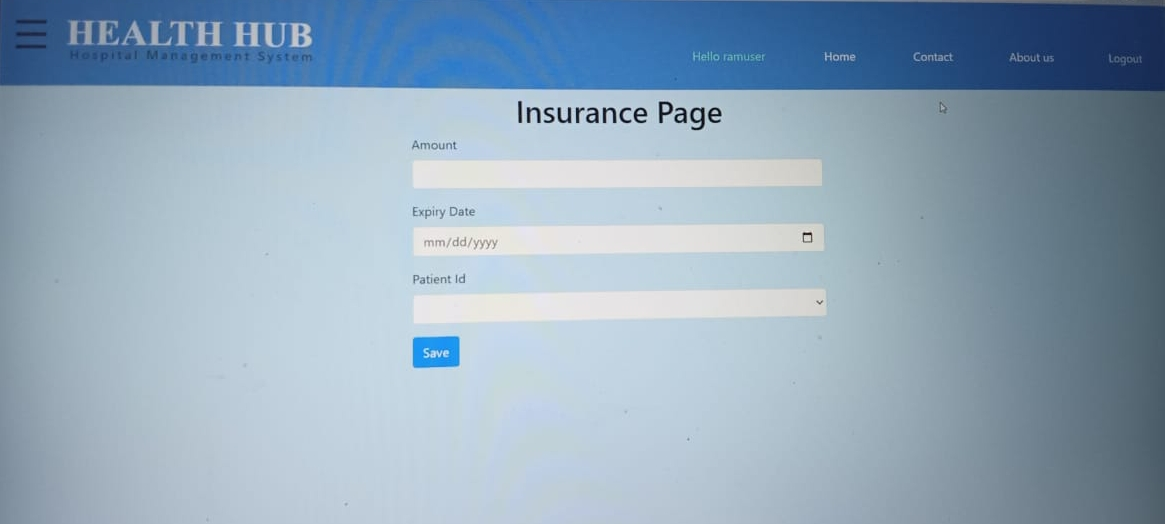 HEALTH HUB
Hospital Management System
Hello ramuser
Home
Contact
About us
Logout
Insurance Page
Amount
Expiry Date
mm/dd/yyyy
Patient Id
Save